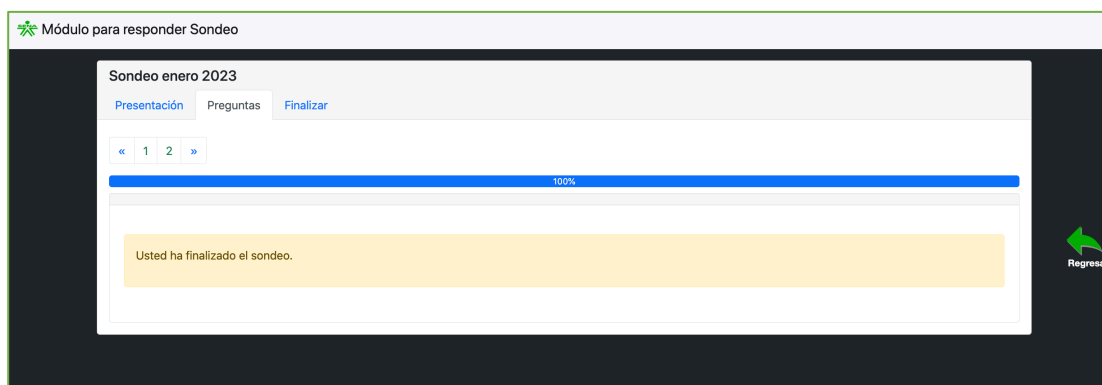 Módulo para responder Sondeo
Sondeo enero 2023
Presentación Preguntas Finalizar
« 1 2 »
100%
Usted ha finalizado el sondeo.
Regresa